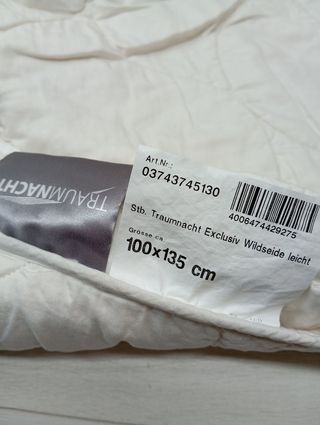 TRAUMNACHT
Art.Nr.:
03743745130
4006474429275
Stb. Traumnacht Exclusiv Wildseide leicht
Grösse ca
100x135 cm